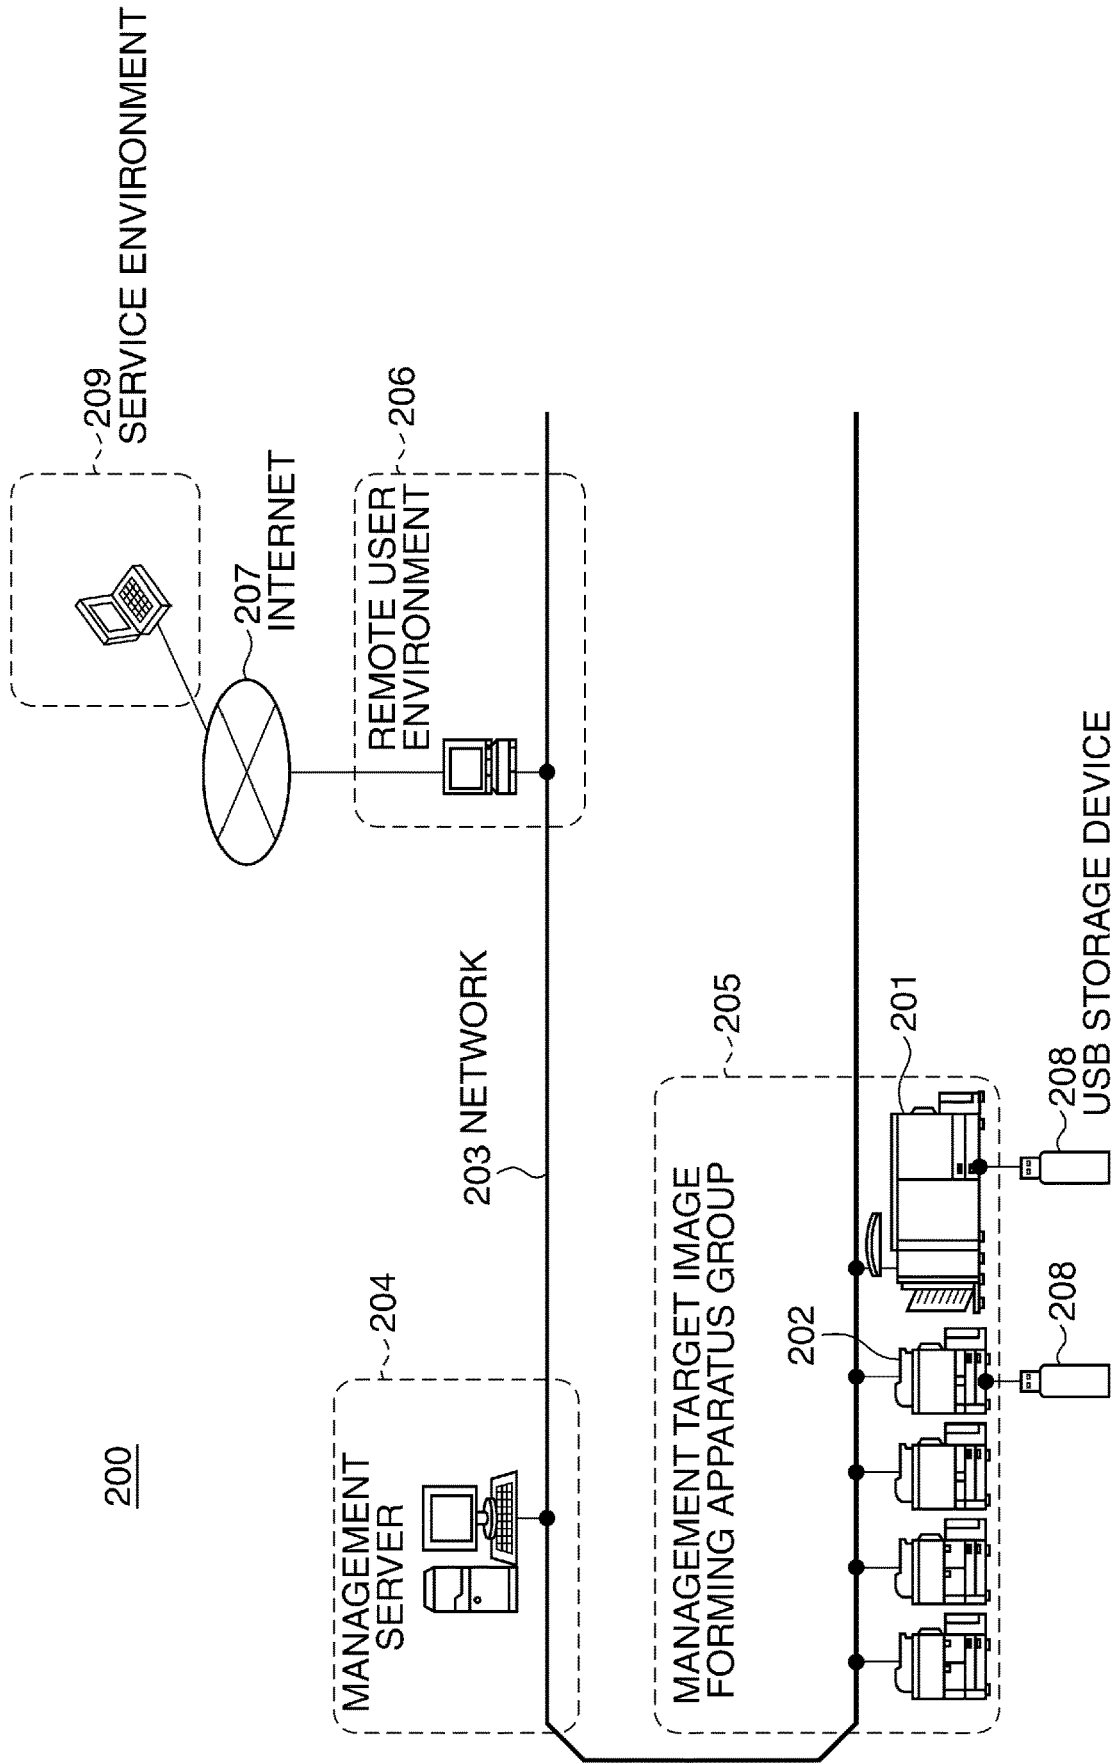 200
209
SERVICE ENVIRONMENT
207
INTERNET
206
REMOTE USER
ENVIRONMENT
204
MANAGEMENT
SERVER
203 NETWORK
205
MANAGEMENT TARGET IMAGE
FORMING APPARATUS GROUP
202
201
208
208
USB STORAGE DEVICE